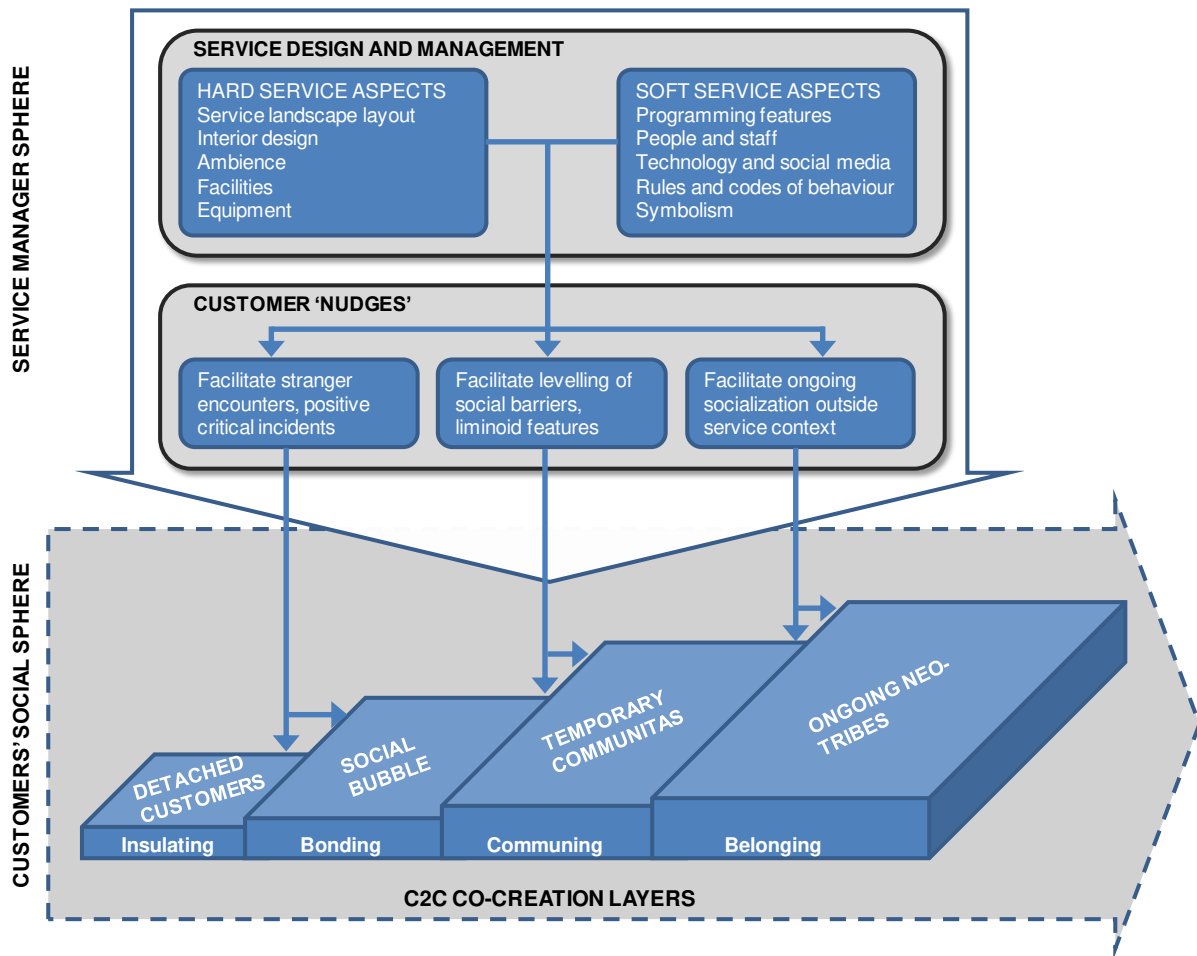 SERVICE MANAGER SPHERE
SERVICE DESIGN AND MANAGEMENT
HARD SERVICE ASPECTS
Service landscape layout
Interior design
Ambience
Facilities
Equipment
SOFT SERVICE ASPECTS
Programming features
People and staff
Technology and social media
Rules and codes of behaviour
Symbolism
CUSTOMER ‘NUDGES’
Facilitate stranger
encounters, positive
critical incidents
Facilitate levelling of
social barriers,
liminoid features
Facilitate ongoing
socialization outside
service context
CUSTOMERS’ SOCIAL SPHERE
DETACHED
CUSTOMERS
SOCIAL
BUBBLE
TEMPORARY
COMMUNITAS
ONGOING NEO-
TRIBES
Insulating
Bonding
Communing
Belonging
C2C CO-CREATION LAYERS